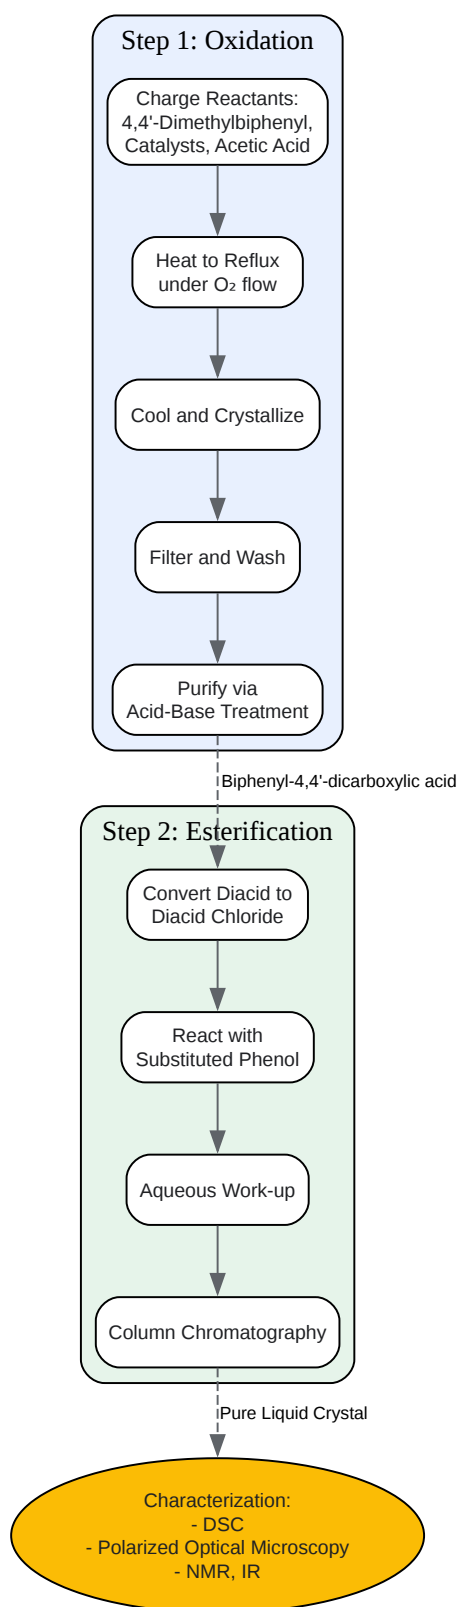 Step 1: Oxidation
Charge Reactants:
4,4'-Dimethylbiphenyl,
Catalysts, Acetic Acid
Heat to Reflux
under O₂ flow
Cool and Crystallize
Filter and Wash
Purify via
Acid-Base Treatment
Biphenyl-4,4'-dicarboxylic acid
Step 2: Esterification
Convert Diacid to
Diacid Chloride
React with
Substituted Phenol
Aqueous Work-up
Column Chromatography
Pure Liquid Crystal
Characterization:
- DSC
- Polarized Optical Microscopy
- NMR, IR